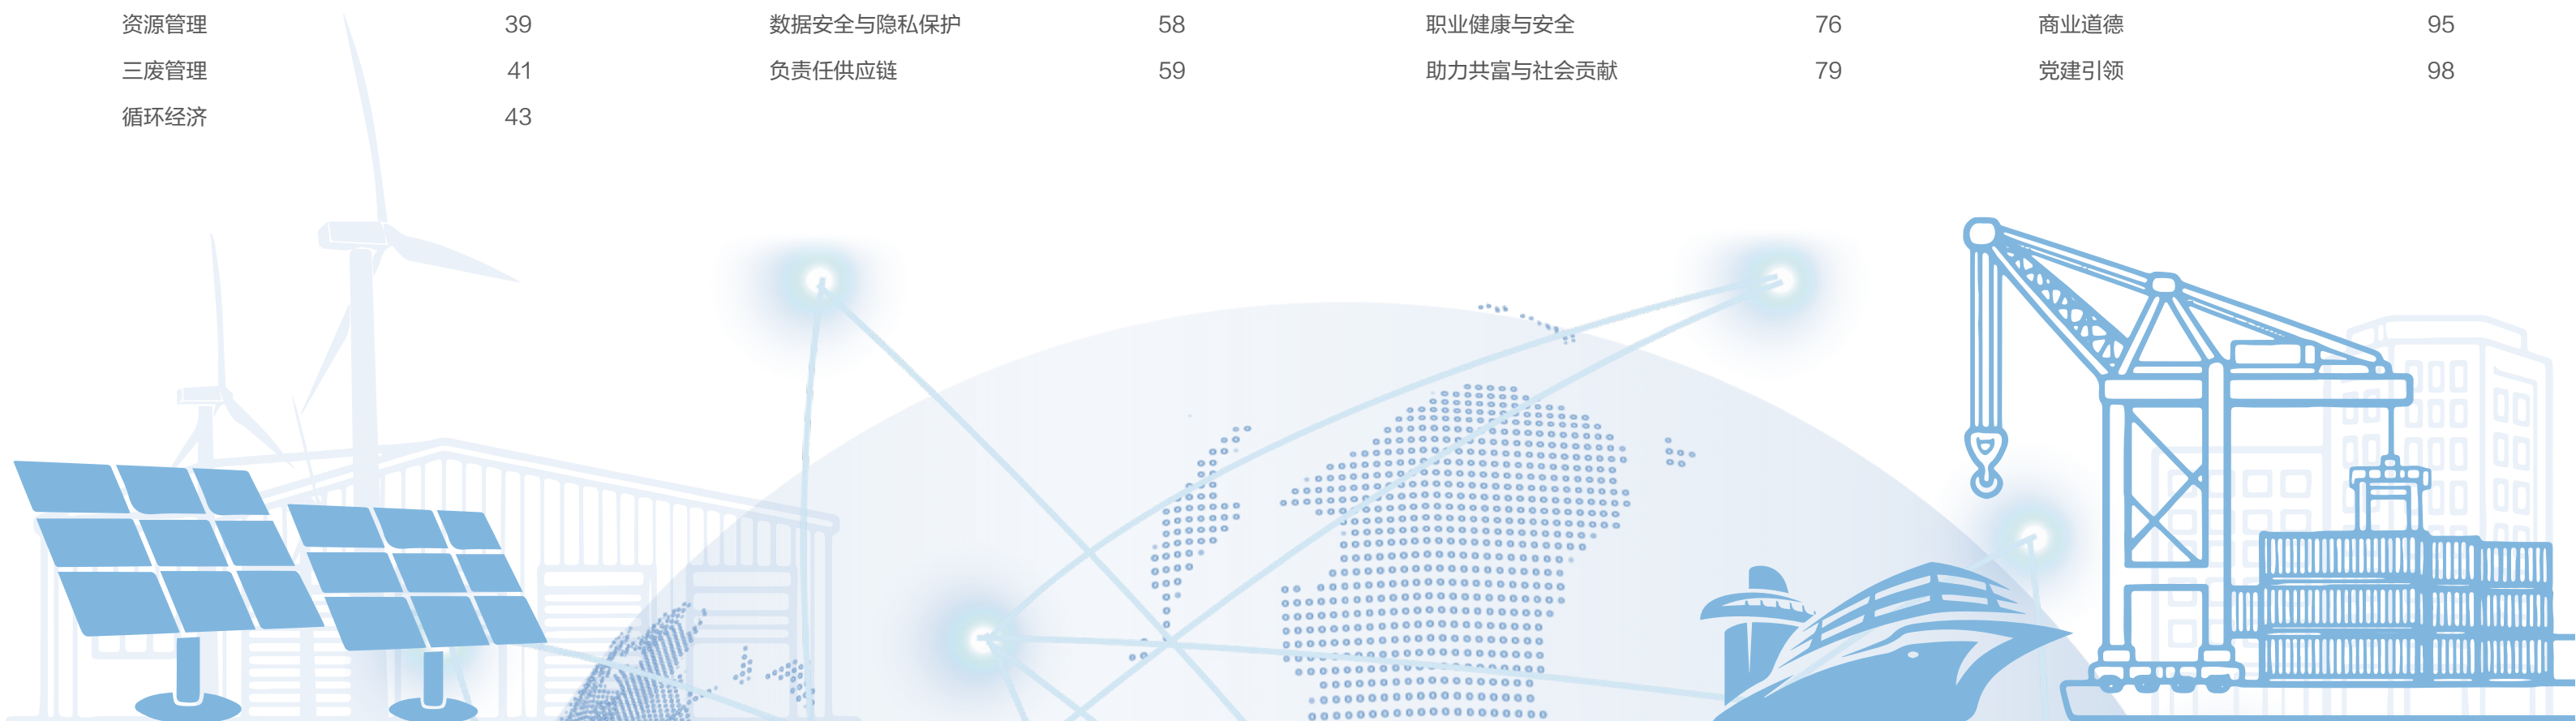 资源管理 39
三废管理 41
循环经济 43
数据安全与隐私保护 58
负责任供应链 59
职业健康与安全 76
助力共富与社会贡献 79
商业道德 95
党建引领 98